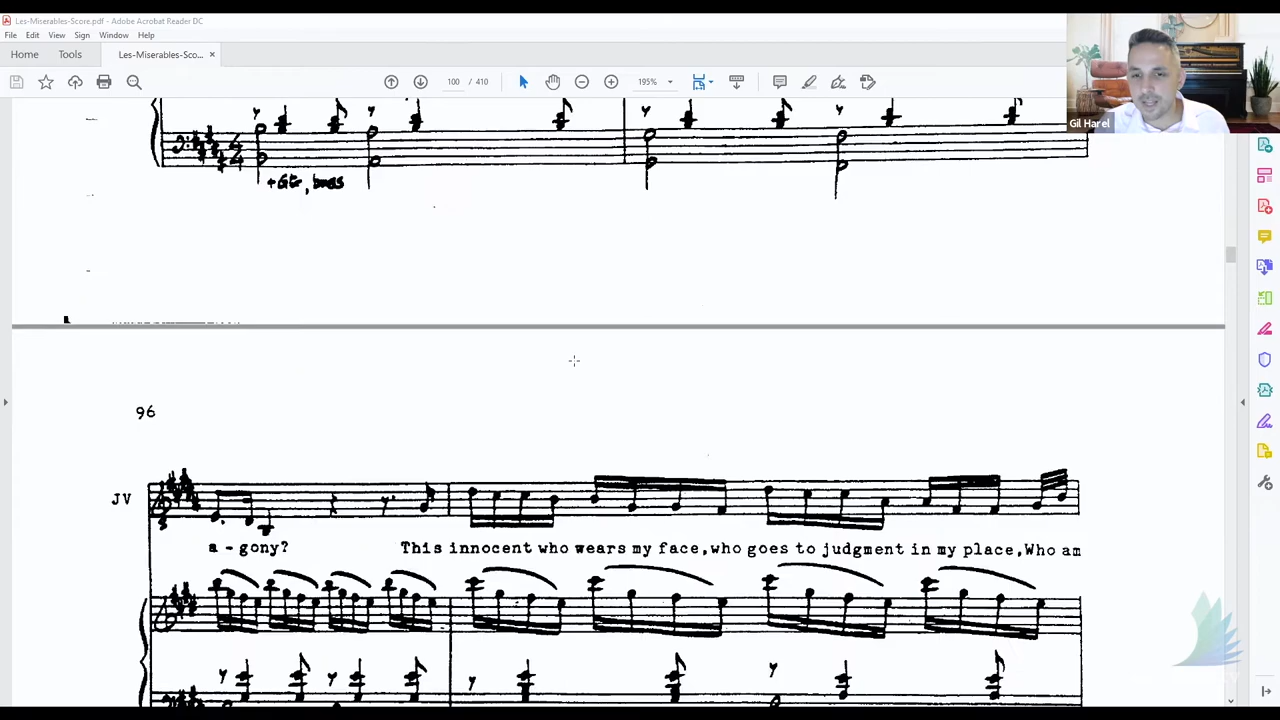 Les-Miserables-Score.pdf - Adobe Acrobat Reader DC
File Edit View Sign Window Help
Home Tools Les-Miserables-Sco... ×
100 / 410 195%
Gil Harel
+Gtr, bass
96
JV
a - gony? This innocent who wears my face, who goes to judgment in my place, Who am